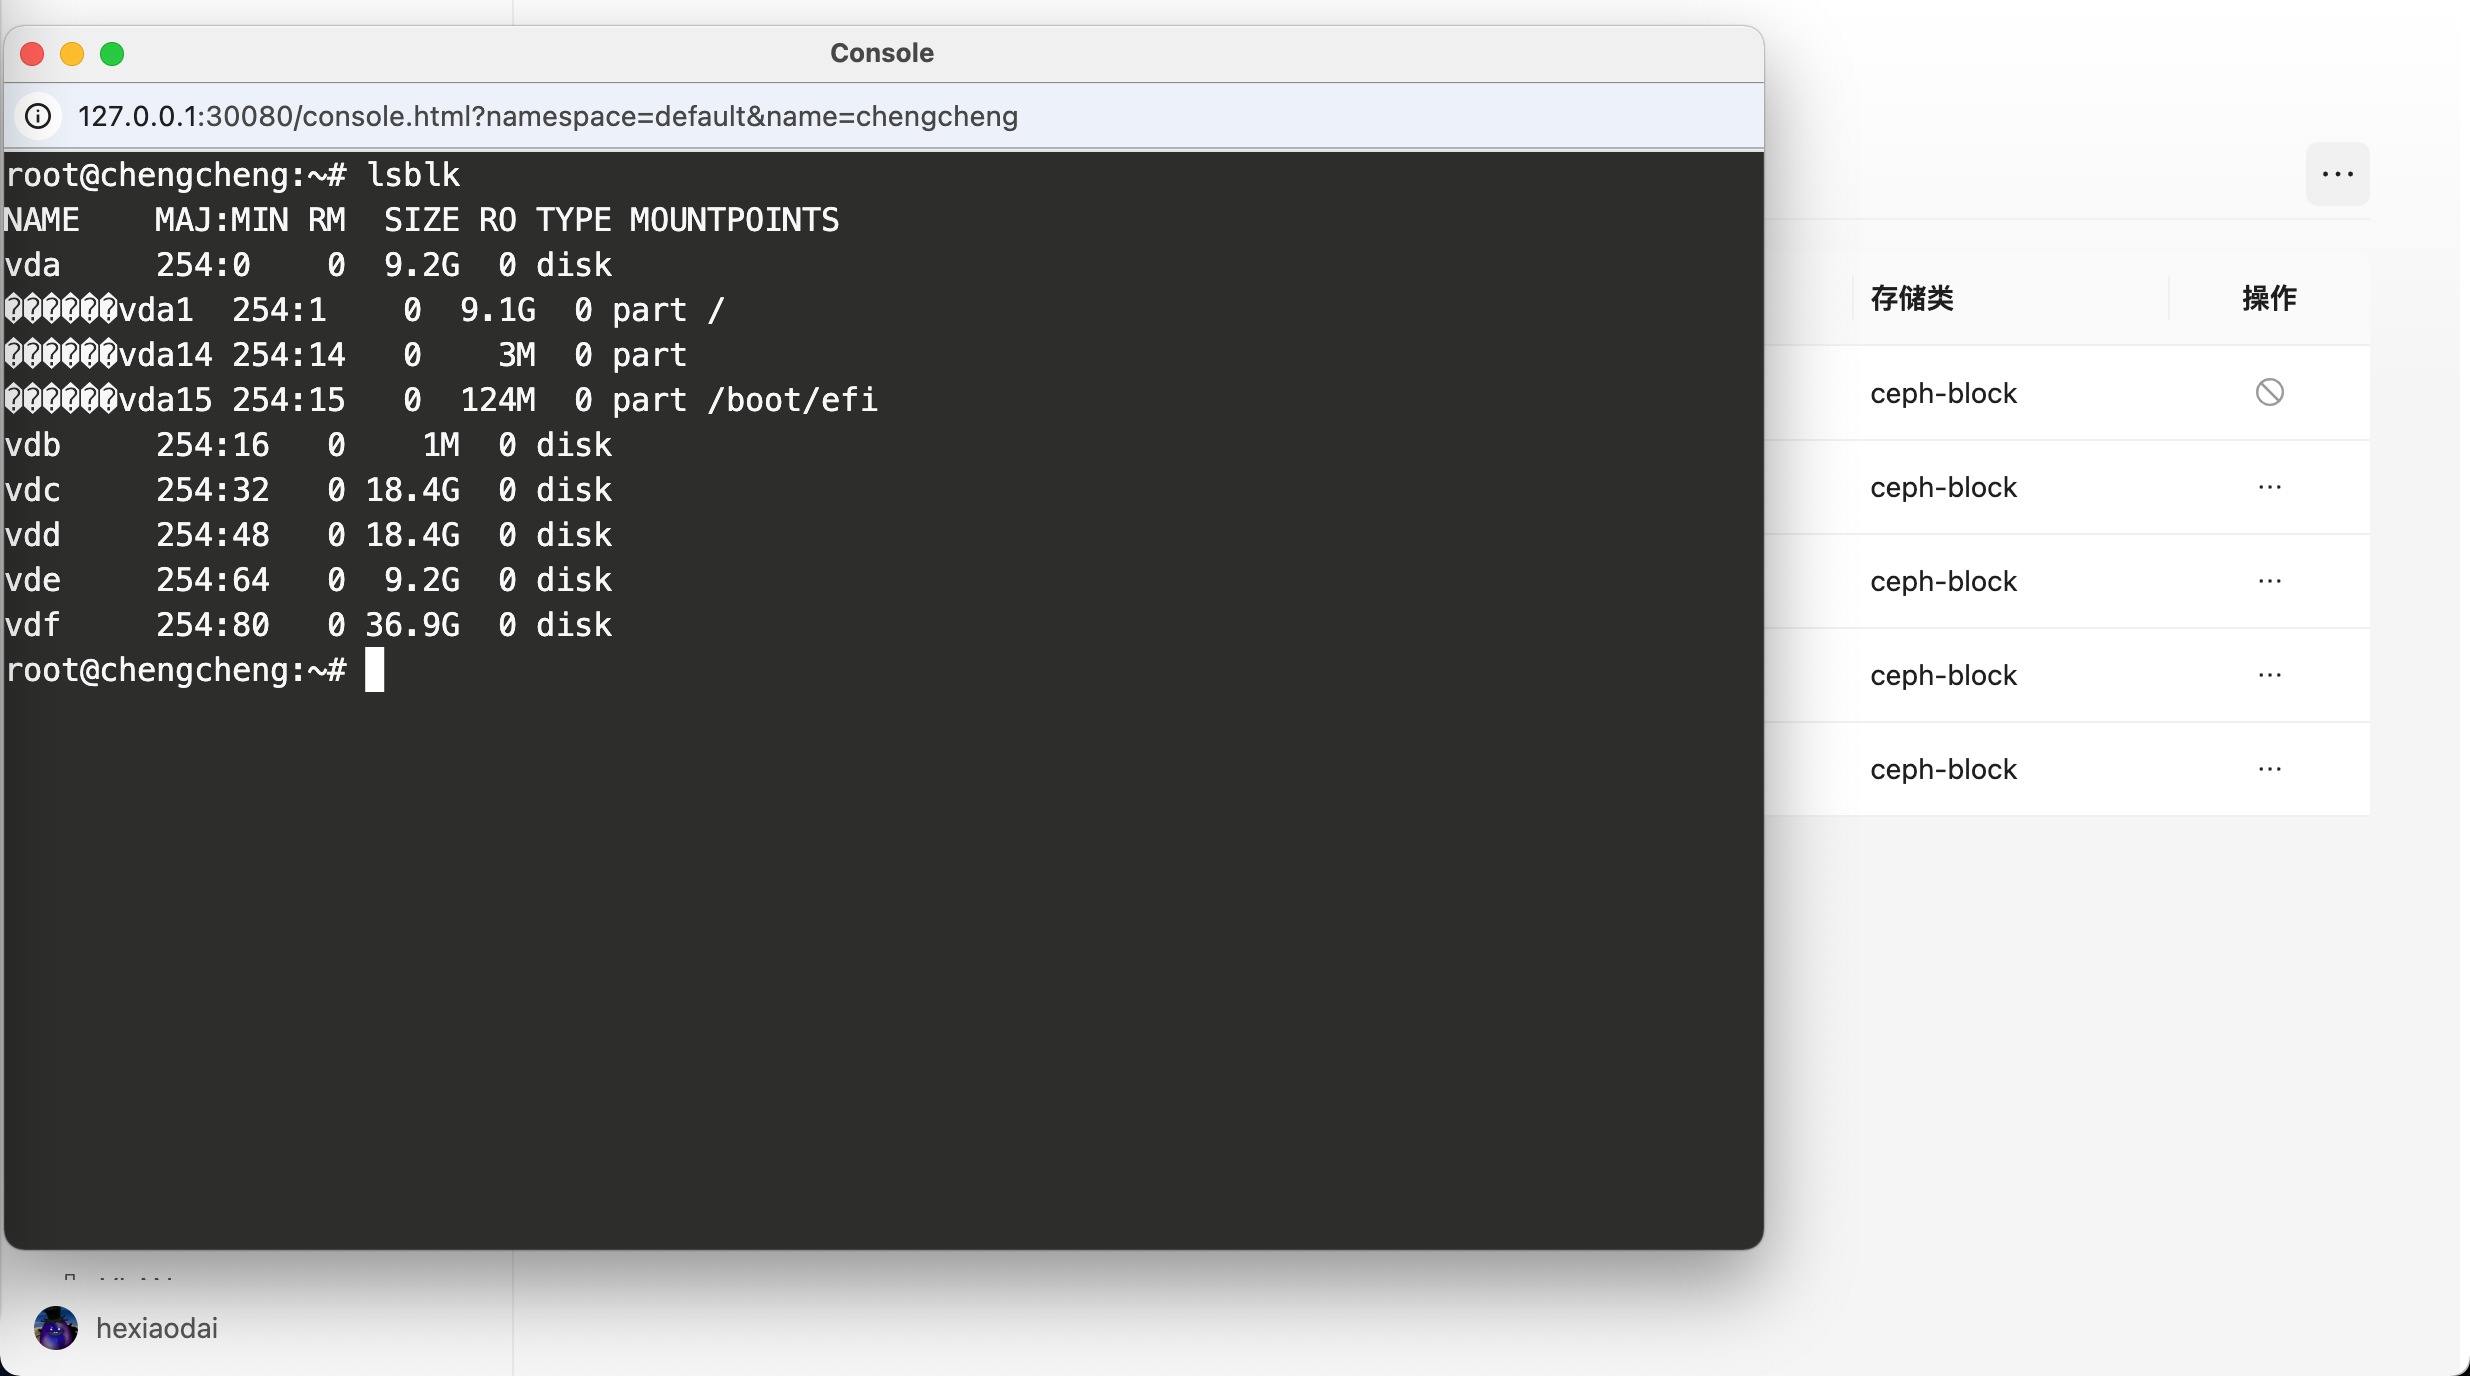 Console
127.0.0.1:30080/console.html?namespace=default&name=chengcheng
root@chengcheng:~# lsblk
NAME    MAJ:MIN RM  SIZE RO TYPE MOUNTPOINTS
vda     254:0    0  9.2G  0 disk
������vda1  254:1    0  9.1G  0 part /
������vda14 254:14   0    3M  0 part
������vda15 254:15   0  124M  0 part /boot/efi
vdb     254:16   0    1M  0 disk
vdc     254:32   0 18.4G  0 disk
vdd     254:48   0 18.4G  0 disk
vde     254:64   0  9.2G  0 disk
vdf     254:80   0 36.9G  0 disk
root@chengcheng:~#
存储类 操作
ceph-block
ceph-block ...
ceph-block ...
ceph-block ...
ceph-block ...
hexiaodai